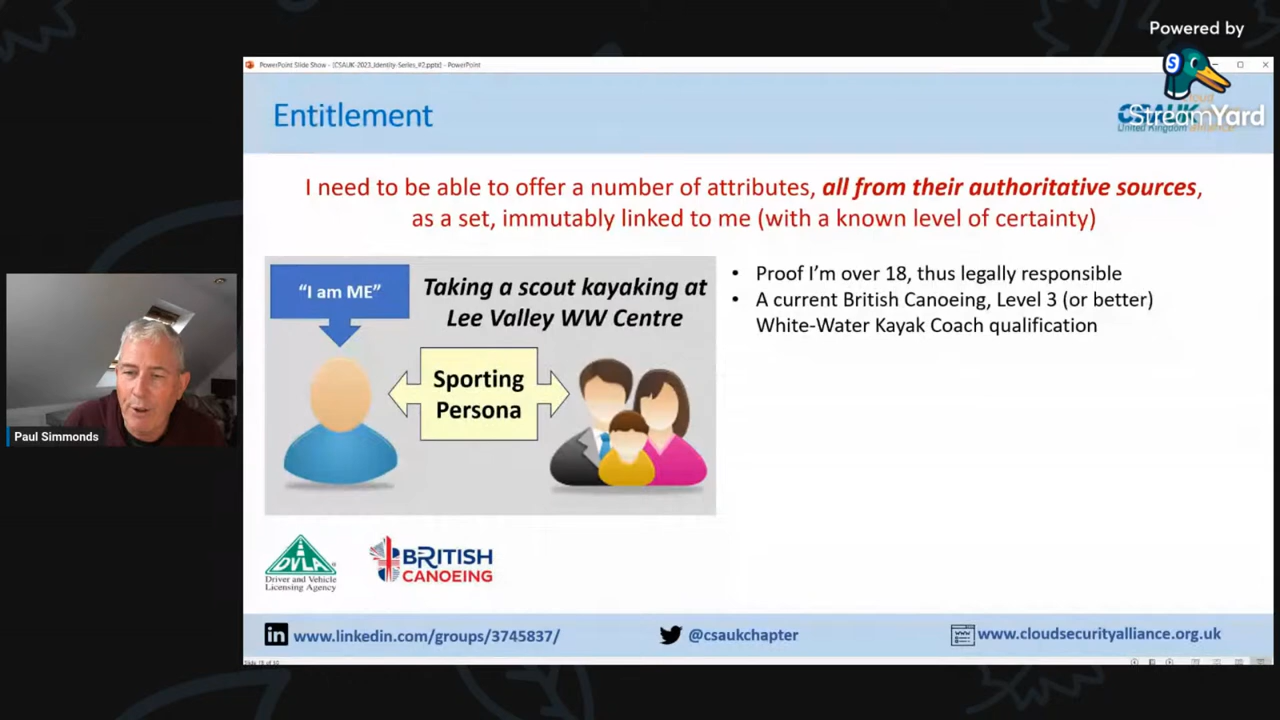 Powered by
StreamYard
PowerPoint Slide Show - [CSAUK-2023_Identity-Series_#2.pptx] - PowerPoint
Entitlement
CSAUK
United Kingdom
I need to be able to offer a number of attributes, all from their authoritative sources,
as a set, immutably linked to me (with a known level of certainty)
"I am ME"
Taking a scout kayaking at
Lee Valley WW Centre
Sporting
Persona
• Proof I'm over 18, thus legally responsible
• A current British Canoeing, Level 3 (or better)
White-Water Kayak Coach qualification
Paul Simmonds
DVLA
Driver and Vehicle
Licensing Agency
BRITISH
CANOEING
in www.linkedin.com/groups/3745837/
@csaukchapter
www.cloudsecurityalliance.org.uk